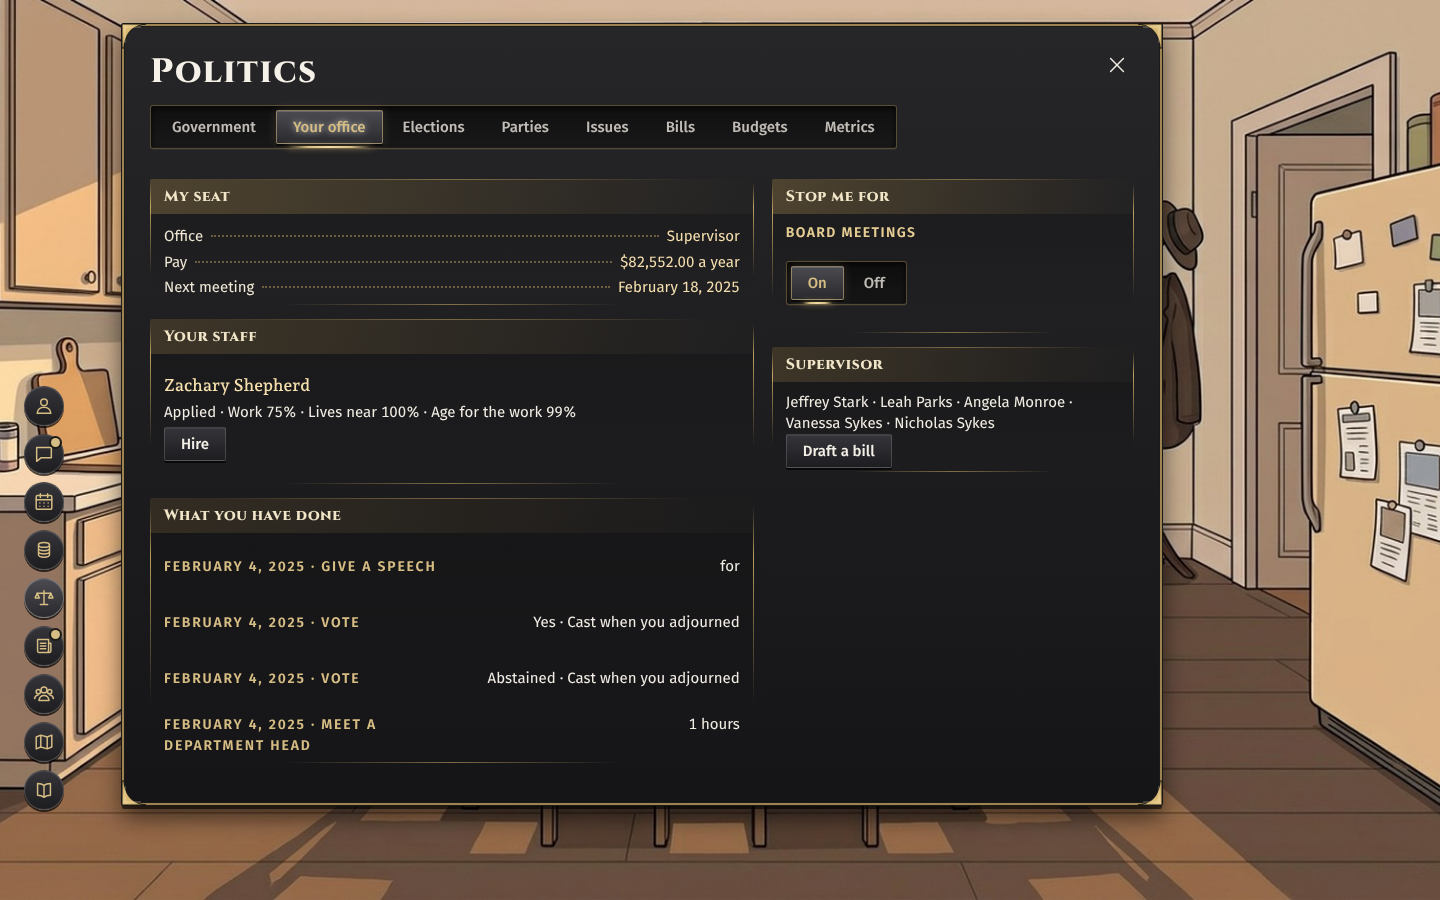 Politics
Government
Your office
Elections
Parties
Issues
Bills
Budgets
Metrics
My seat
Office
Supervisor
Pay
$82,552.00 a year
Next meeting
February 18, 2025
Your staff
Zachary Shepherd
Applied · Work 75% · Lives near 100% · Age for the work 99%
Hire
What you have done
FEBRUARY 4, 2025 · GIVE A SPEECH
for
FEBRUARY 4, 2025 · VOTE
Yes · Cast when you adjourned
FEBRUARY 4, 2025 · VOTE
Abstained · Cast when you adjourned
FEBRUARY 4, 2025 · MEET A
DEPARTMENT HEAD
1 hours
Stop me for
BOARD MEETINGS
On
Off
Supervisor
Jeffrey Stark · Leah Parks · Angela Monroe ·
Vanessa Sykes · Nicholas Sykes
Draft a bill